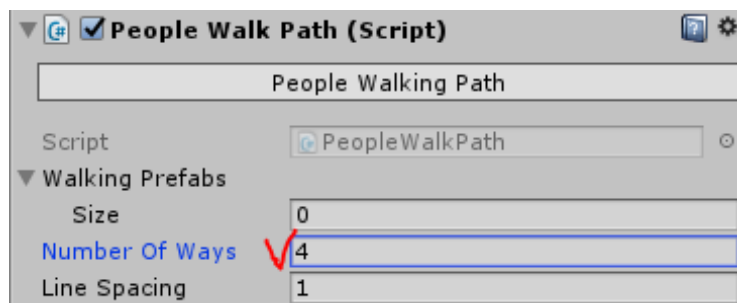 People Walk Path (Script)
People Walking Path
Script PeopleWalkPath
Walking Prefabs
Size 0
Number Of Ways 4
Line Spacing 1